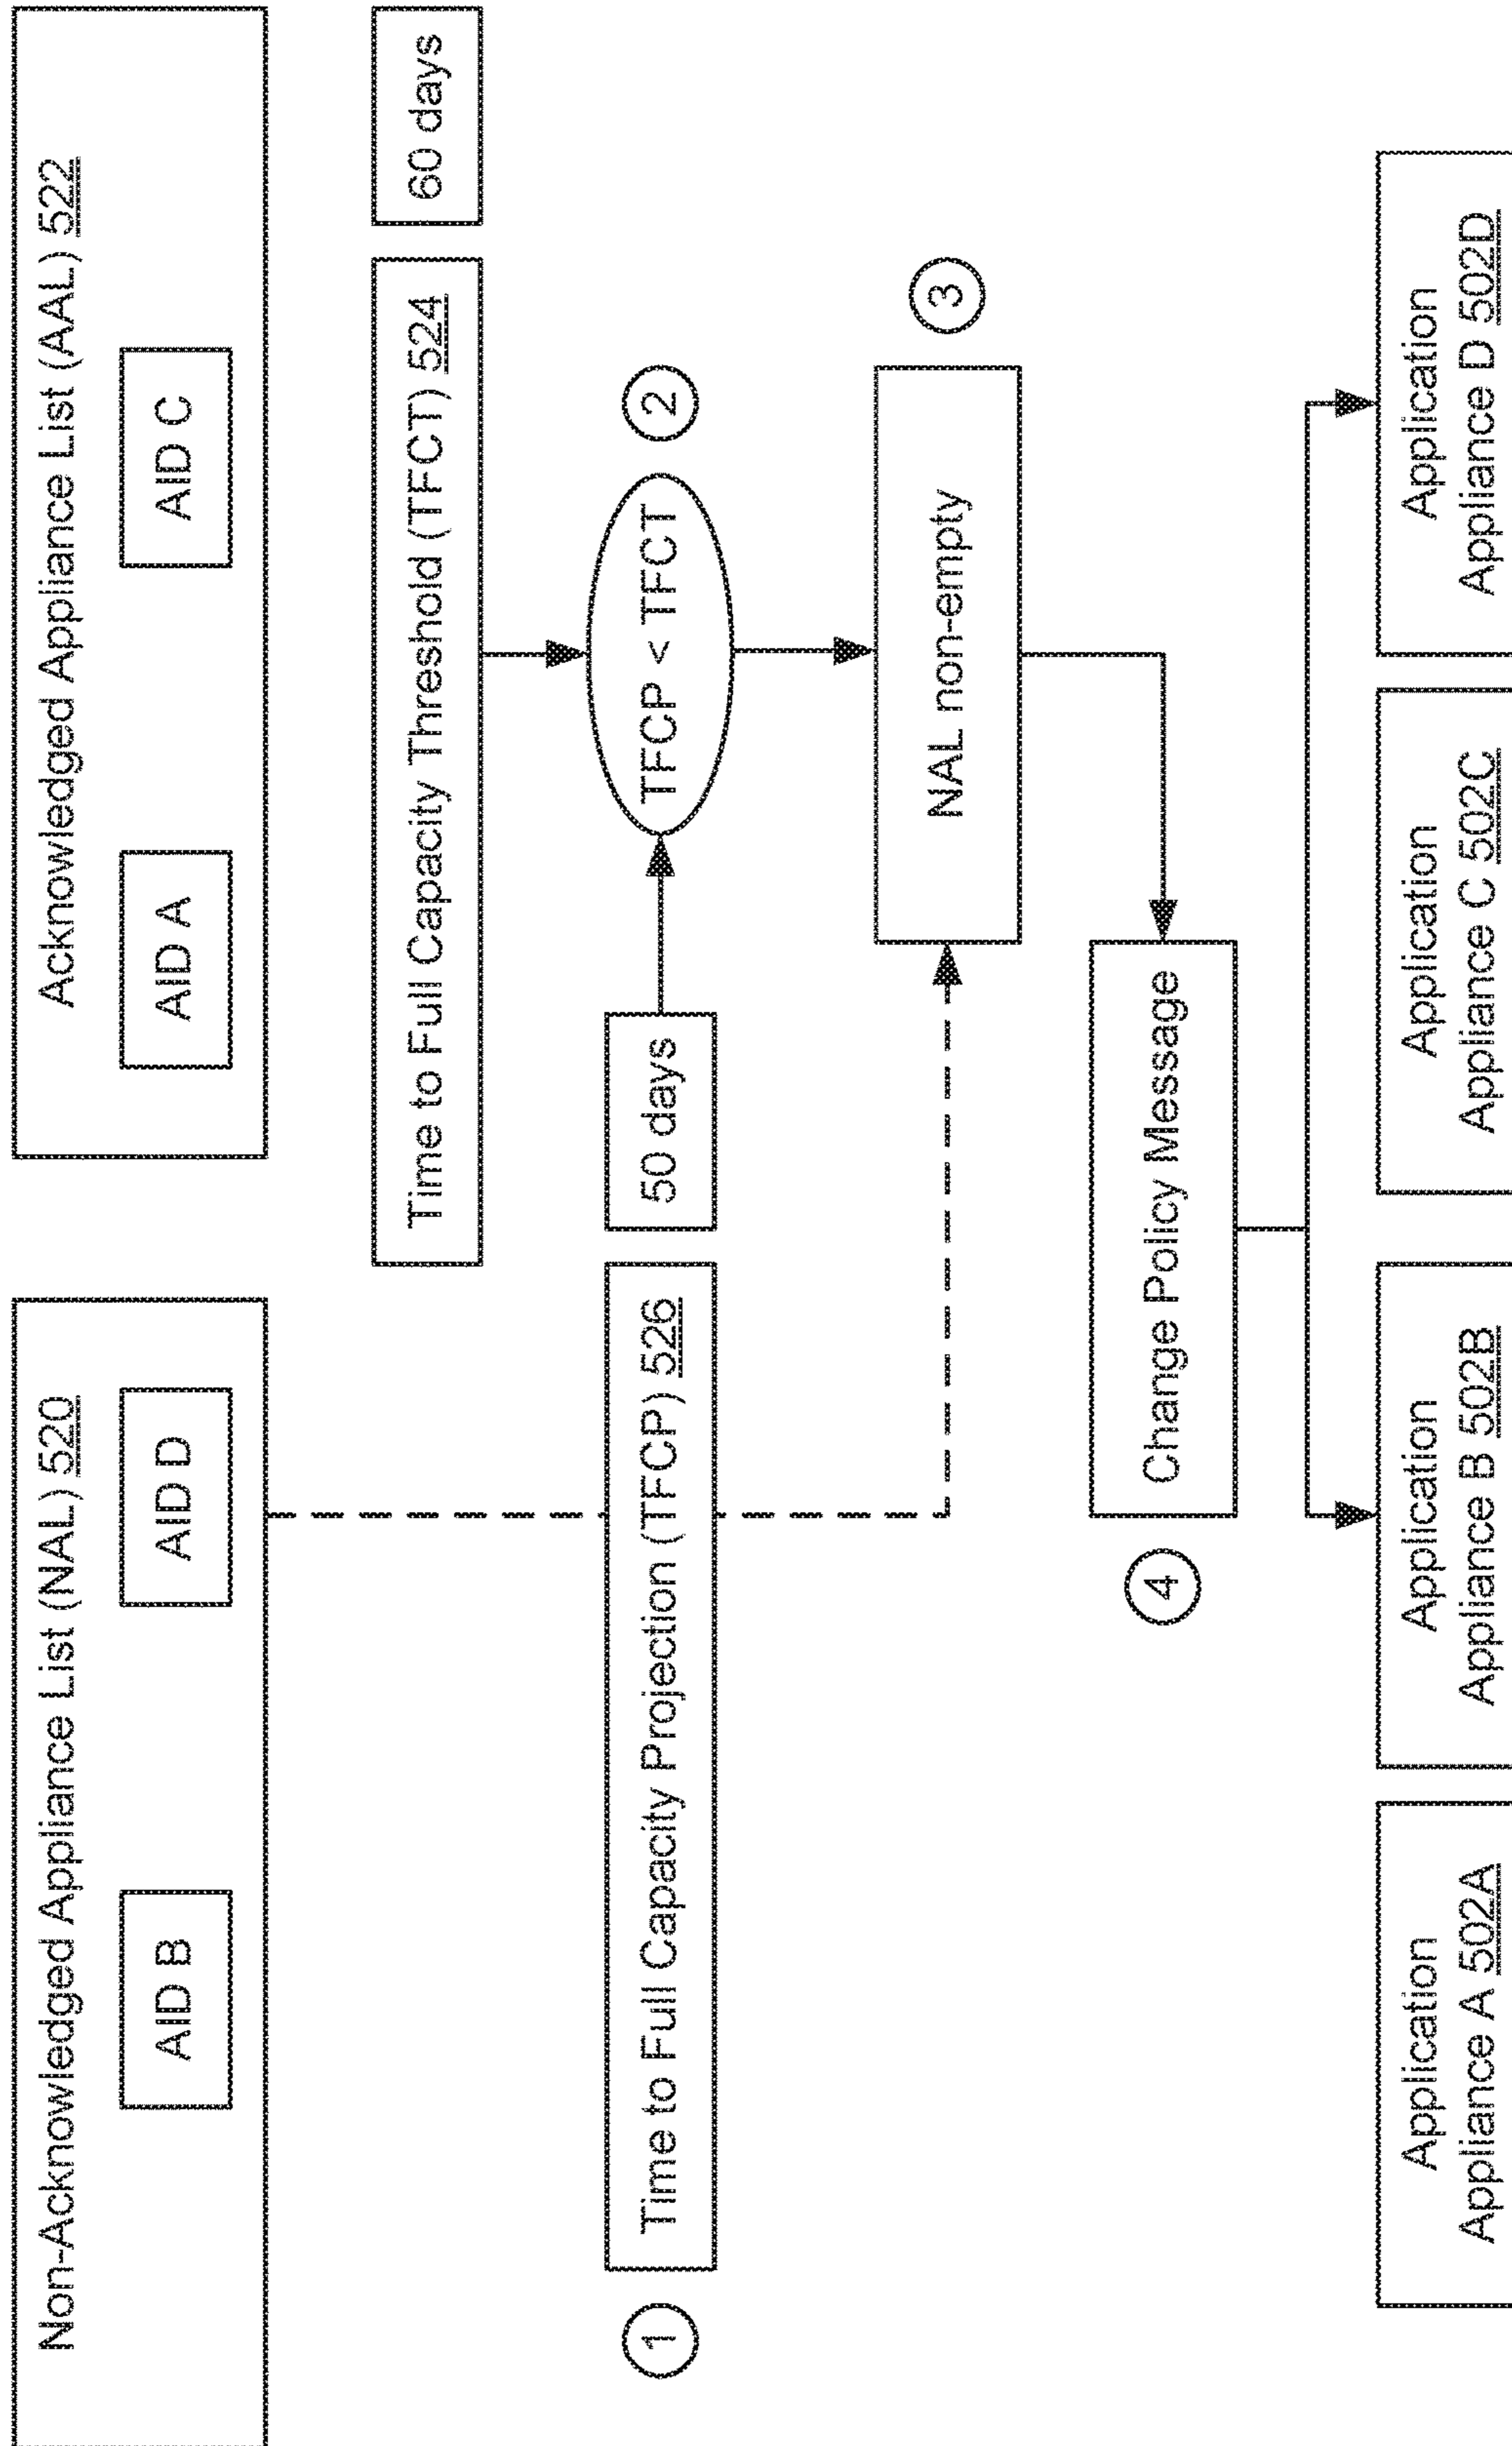 Non-Acknowledged Appliance List (NAL) 520
AID B
AID D
Acknowledged Appliance List (AAL) 522
AID A
AID C
Time to Full Capacity Threshold (TFCT) 524
60 days
1
Time to Full Capacity Projection (TFCP) 526
50 days
TFCP < TFCT
2
NAL non-empty
3
4
Change Policy Message
Application
Appliance A 502A
Application
Appliance B 502B
Application
Appliance C 502C
Application
Appliance D 502D